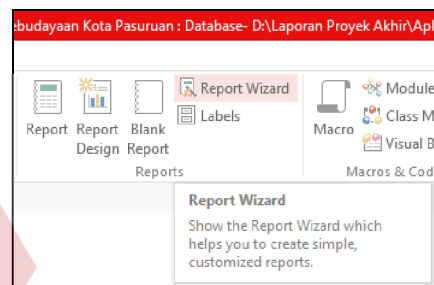 ebudayaan Kota Pasuruan : Database- D:\Laporan Proyek Akhir\Apl
Report
Report Design
Blank Report
Report Wizard
Labels
Reports
Macro
Module
Class M
Visual B
Macros & Cod
Report Wizard
Show the Report Wizard which
helps you to create simple,
customized reports.